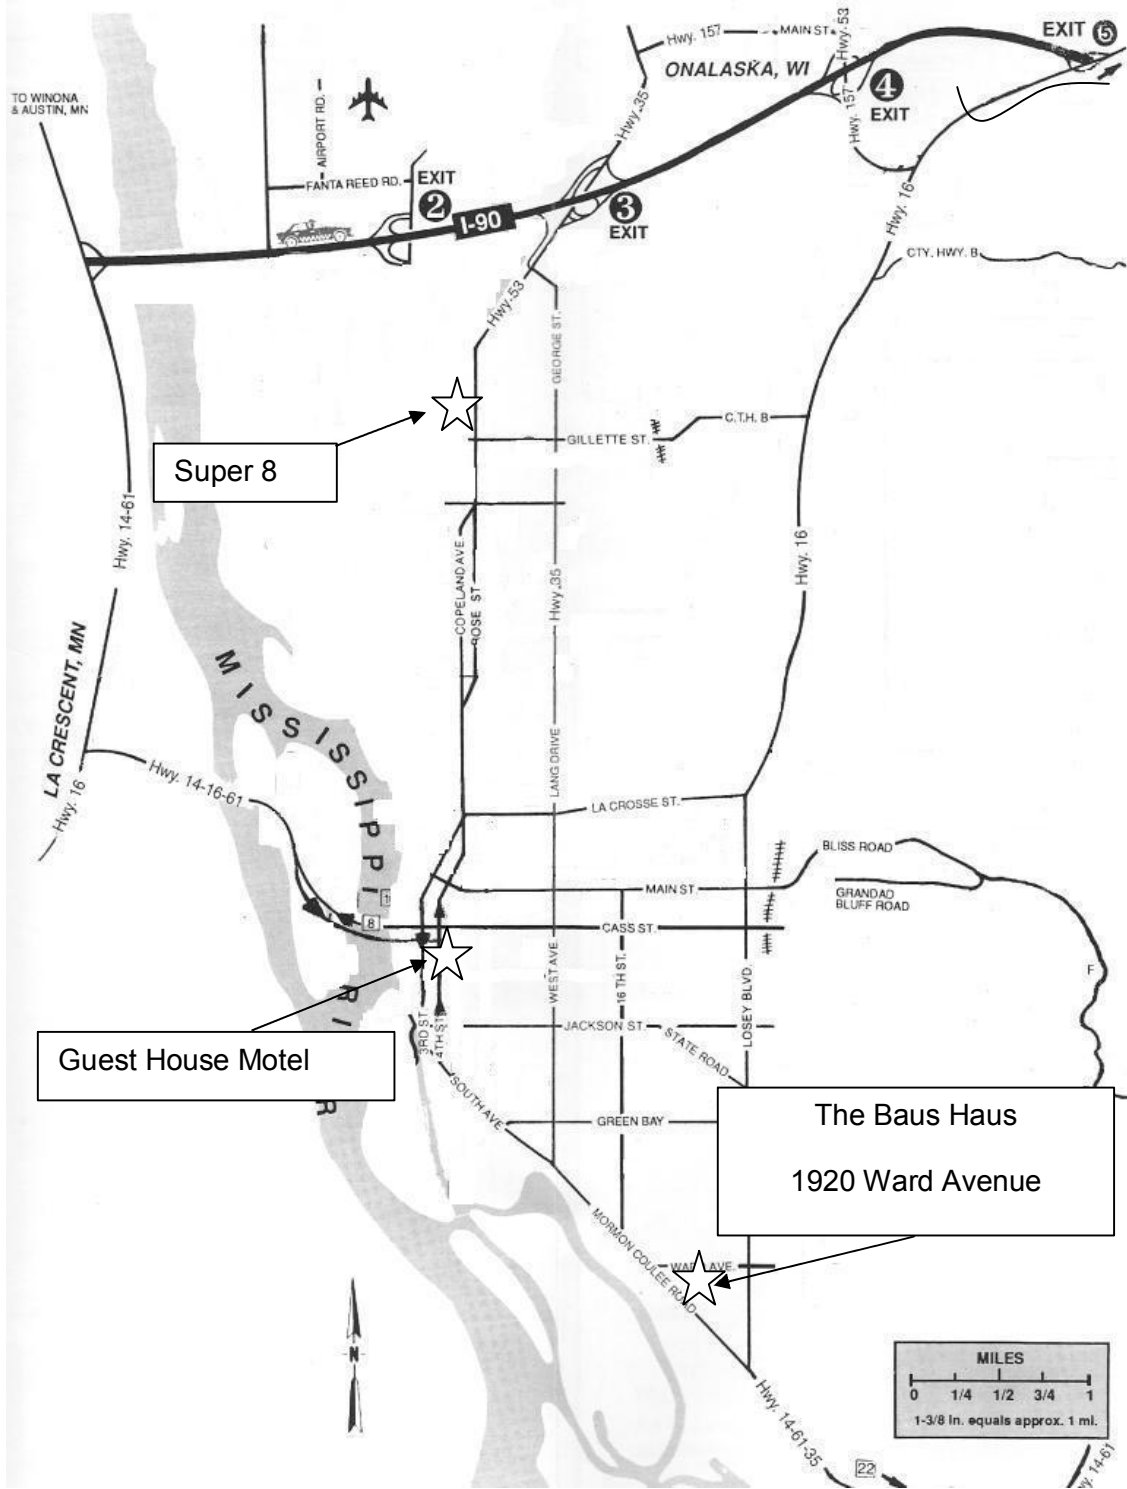 Hwy. 157
MAIN ST.
Hwy. 53
EXIT 5
ONALASKA, WI
TO WINONA
& AUSTIN, MN
AIRPORT RD.
Hwy. 35
Hwy. 157
4
EXIT
FANTA REED RD.
EXIT
2
I-90
3
EXIT
Hwy. 16
CTY. HWY. B
Hwy. 53
GEORGE ST.
C.T.H. B
GILLETTE ST.
Super 8
Hwy. 14-61
Hwy. 16
COPELAND AVE.
ROSE ST
Hwy. 35
LA CRESCENT, MN
MISSISSIPPI
LANG DRIVE
Hwy. 14-16-61
Hwy. 16
LA CROSSE ST.
BLISS ROAD
MAIN ST.
GRANDAD
BLUFF ROAD
8
CASS ST.
WEST AVE.
16 TH ST.
LOSEY BLVD.
F
RI
R
3RD ST.
4TH ST
JACKSON ST.
STATE ROAD
Guest House Motel
SOUTH AVE.
GREEN BAY
The Baus Haus
1920 Ward Avenue
MORMON COULEE ROAD
AVE.
N
MILES
0 1/4 1/2 3/4 1
1-3/8 in. equals approx. 1 mi.
Hwy. 14-61-35
22
wy. 14-61